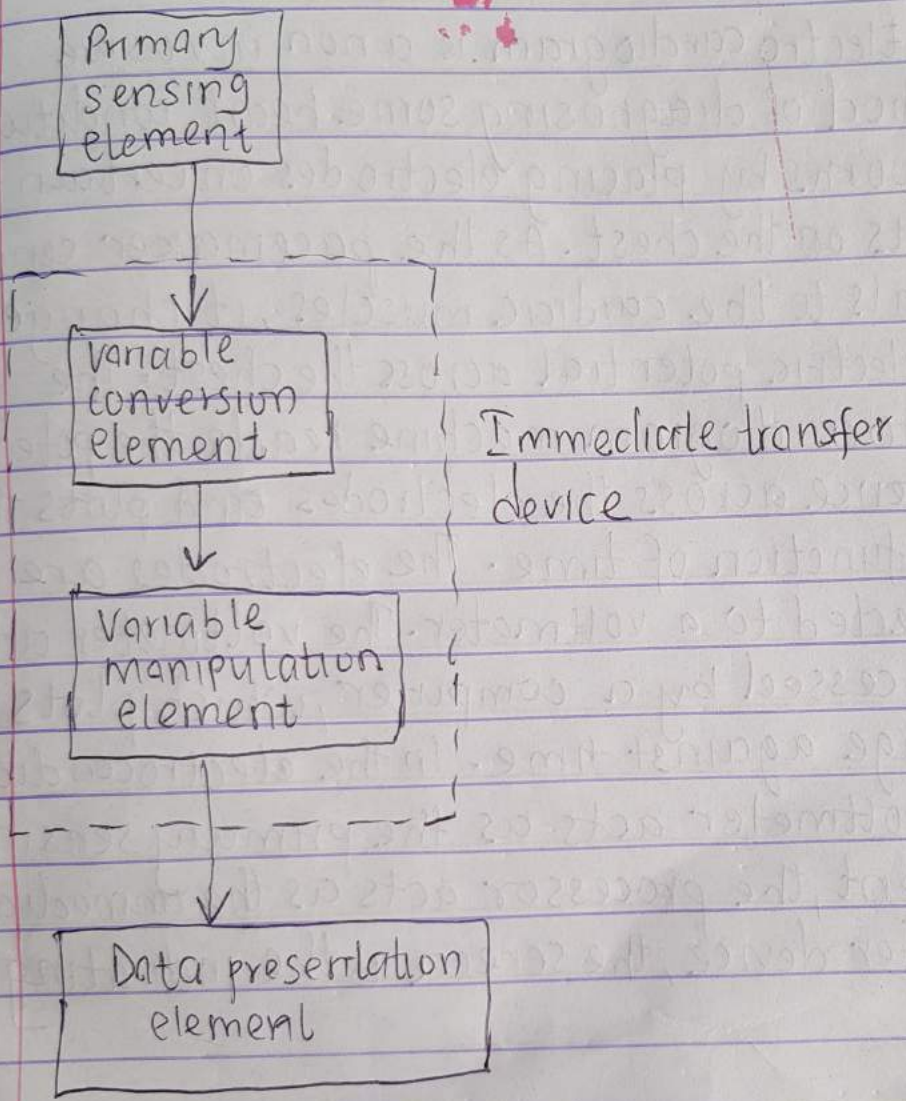 Primary
sensing
element
variable
conversion
element
Immediate transfer
device
Variable
manipulation
element
Data presentation
element